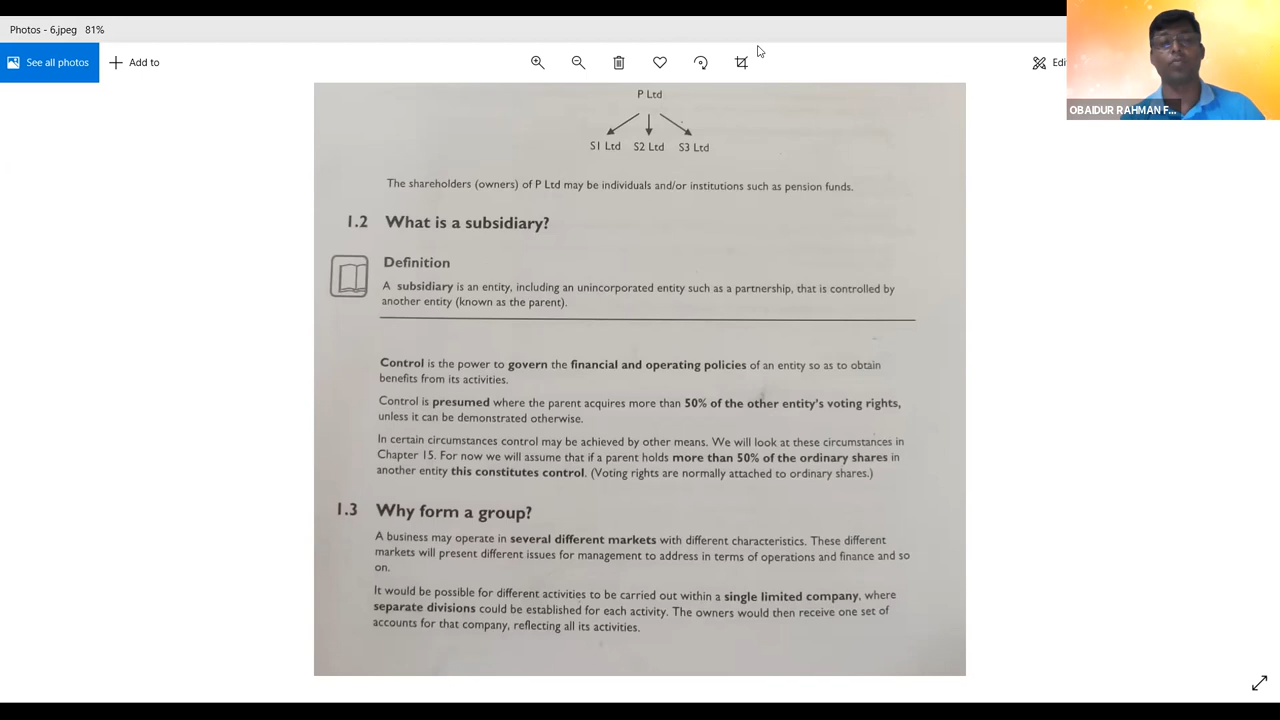 Photos - 6.jpeg 81%
See all photos
Add to
Edi
OBAIDUR RAHMAN F...
P Ltd
S1 Ltd S2 Ltd S3 Ltd
The shareholders (owners) of P Ltd may be individuals and/or institutions such as pension funds.
1.2 What is a subsidiary?
Definition
A subsidiary is an entity, including an unincorporated entity such as a partnership, that is controlled by
another entity (known as the parent).
Control is the power to govern the financial and operating policies of an entity so as to obtain
benefits from its activities.
Control is presumed where the parent acquires more than 50% of the other entity's voting rights,
unless it can be demonstrated otherwise.
In certain circumstances control may be achieved by other means. We will look at these circumstances in
Chapter 15. For now we will assume that if a parent holds more than 50% of the ordinary shares in
another entity this constitutes control. (Voting rights are normally attached to ordinary shares.)
1.3 Why form a group?
A business may operate in several different markets with different characteristics. These different
markets will present different issues for management to address in terms of operations and finance and so
on.
It would be possible for different activities to be carried out within a single limited company, where
separate divisions could be established for each activity. The owners would then receive one set of
accounts for that company, reflecting all its activities.